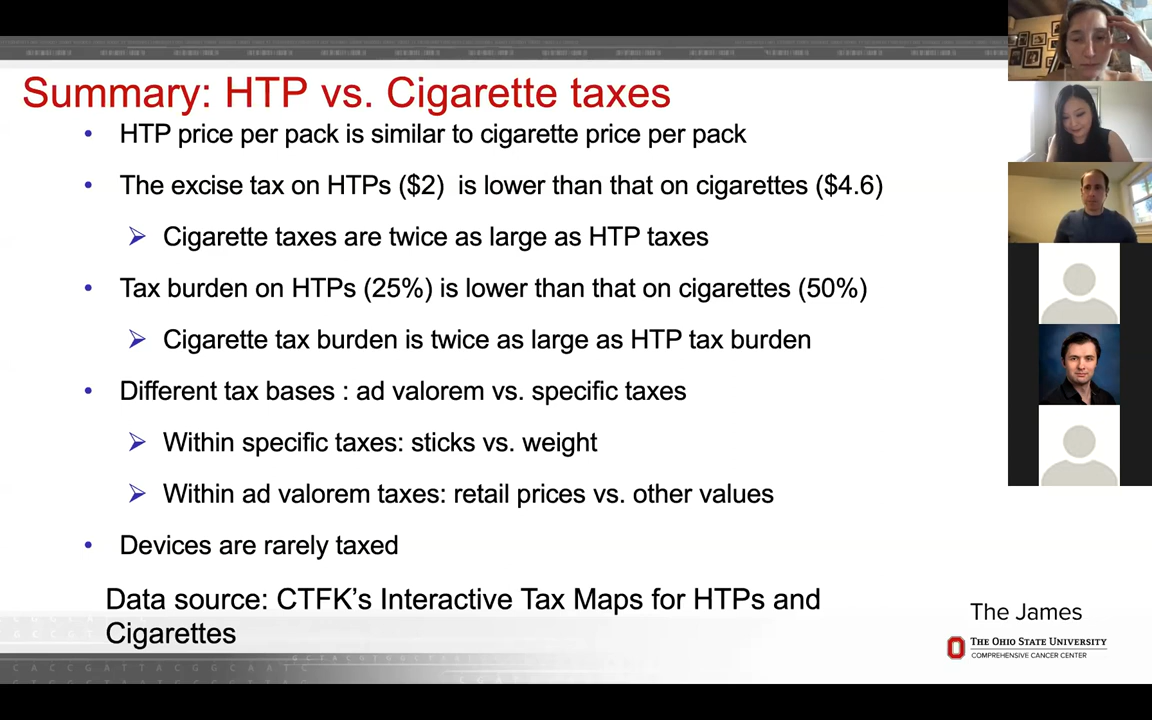 Summary: HTP vs. Cigarette taxes
• HTP price per pack is similar to cigarette price per pack
• The excise tax on HTPs ($2)  is lower than that on cigarettes ($4.6)
➢ Cigarette taxes are twice as large as HTP taxes
• Tax burden on HTPs (25%) is lower than that on cigarettes (50%)
➢ Cigarette tax burden is twice as large as HTP tax burden
• Different tax bases : ad valorem vs. specific taxes
➢ Within specific taxes: sticks vs. weight
➢ Within ad valorem taxes: retail prices vs. other values
• Devices are rarely taxed
Data source: CTFK’s Interactive Tax Maps for HTPs and
Cigarettes
The James
THE OHIO STATE UNIVERSITY
COMPREHENSIVE CANCER CENTER